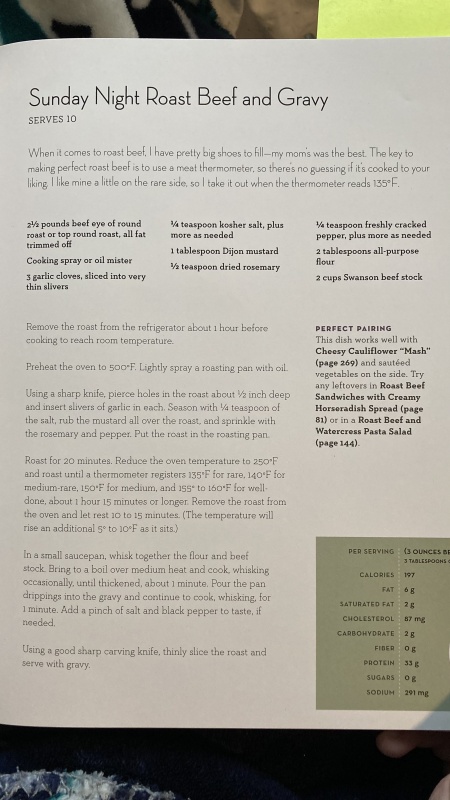 Sunday Night Roast Beef and Gravy
SERVES 10
When it comes to roast beef, I have pretty big shoes to fill—my mom's was the best. The key to
making perfect roast beef is to use a meat thermometer, so there's no guessing if it's cooked to your
liking. I like mine a little on the rare side, so I take it out when the thermometer reads 135°F.
2½ pounds beef eye of round
roast or top round roast, all fat
trimmed off
Cooking spray or oil mister
3 garlic cloves, sliced into very
thin slivers
¼ teaspoon kosher salt, plus
more as needed
1 tablespoon Dijon mustard
½ teaspoon dried rosemary
¼ teaspoon freshly cracked
pepper, plus more as needed
2 tablespoons all-purpose
flour
2 cups Swanson beef stock
Remove the roast from the refrigerator about 1 hour before
cooking to reach room temperature.
Preheat the oven to 500°F. Lightly spray a roasting pan with oil.
Using a sharp knife, pierce holes in the roast about ½ inch deep
and insert slivers of garlic in each. Season with ¼ teaspoon of
the salt, rub the mustard all over the roast, and sprinkle with
the rosemary and pepper. Put the roast in the roasting pan.
Roast for 20 minutes. Reduce the oven temperature to 250°F
and roast until a thermometer registers 135°F for rare, 140°F for
medium-rare, 150°F for medium, and 155° to 160°F for well-
done, about 1 hour 15 minutes or longer. Remove the roast from
the oven and let rest 10 to 15 minutes. (The temperature will
rise an additional 5° to 10°F as it sits.)
In a small saucepan, whisk together the flour and beef
stock. Bring to a boil over medium heat and cook, whisking
occasionally, until thickened, about 1 minute. Pour the pan
drippings into the gravy and continue to cook, whisking, for
1 minute. Add a pinch of salt and black pepper to taste, if
needed.
Using a good sharp carving knife, thinly slice the roast and
serve with gravy.
PERFECT PAIRING
This dish works well with
Cheesy Cauliflower "Mash"
(page 269) and sautéed
vegetables on the side. Try
any leftovers in Roast Beef
Sandwiches with Creamy
Horseradish Spread (page
81) or in a Roast Beef and
Watercress Pasta Salad
(page 144).
PER SERVING (3 OUNCES
3 TABLESPOONS
CALORIES 197
FAT 6 g
SATURATED FAT 2 g
CHOLESTEROL 87 mg
CARBOHYDRATE 2 g
FIBER 0 g
PROTEIN 33 g
SUGARS 0 g
SODIUM 291 mg